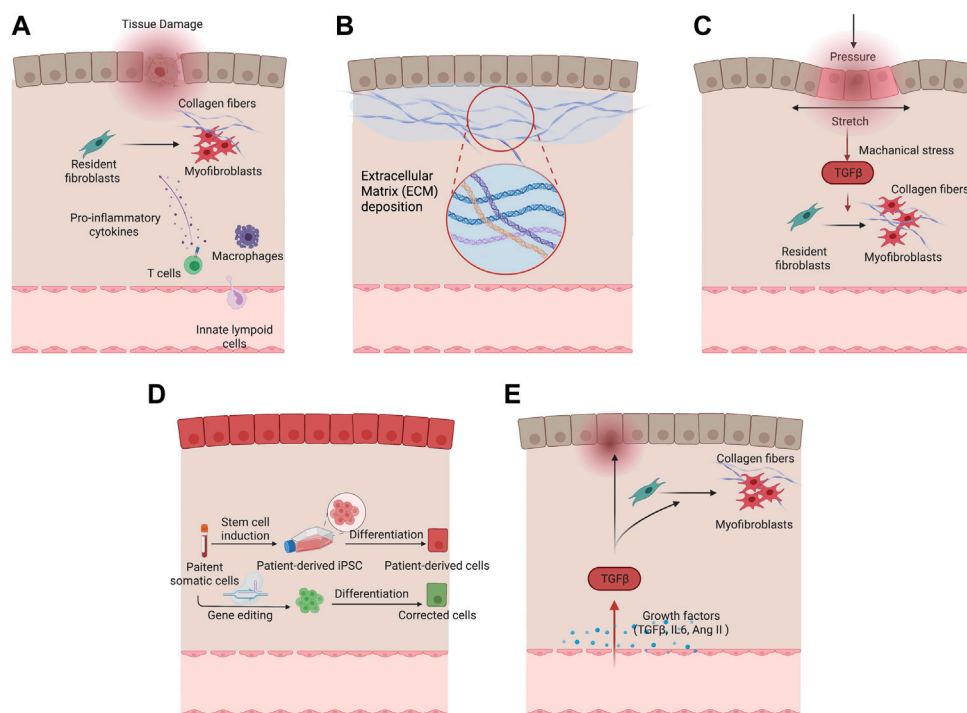 A
Tissue Damage
Collagen fibers
Resident
fibroblasts
Myofibroblasts
Pro-inflammatory
cytokines
Macrophages
T cells
Innate lympoid
cells
B
Extracellular
Matrix (ECM)
deposition
C
Pressure
Stretch
Machanical stress
TGFβ
Collagen fibers
Resident
fibroblasts
Myofibroblasts
D
Stem cell
induction
Differentiation
Paitent
somatic cells
Patient-derived iPSC
Patient-derived cells
Gene editing
Differentiation
Corrected cells
E
Collagen fibers
Myofibroblasts
TGFβ
Growth factors
(TGFβ, IL6, Ang II )